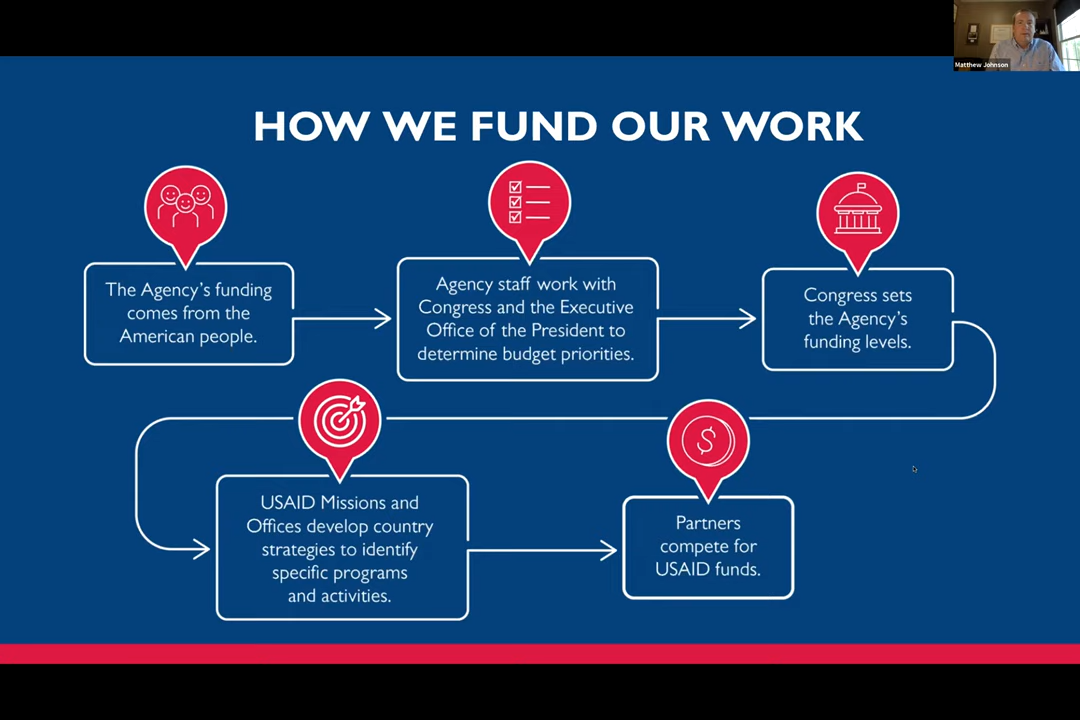 Matthew Johnson
HOW WE FUND OUR WORK
The Agency's funding
comes from the
American people.
Agency staff work with
Congress and the Executive
Office of the President to
determine budget priorities.
Congress sets
the Agency's
funding levels.
USAID Missions and
Offices develop country
strategies to identify
specific programs
and activities.
$
Partners
compete for
USAID funds.